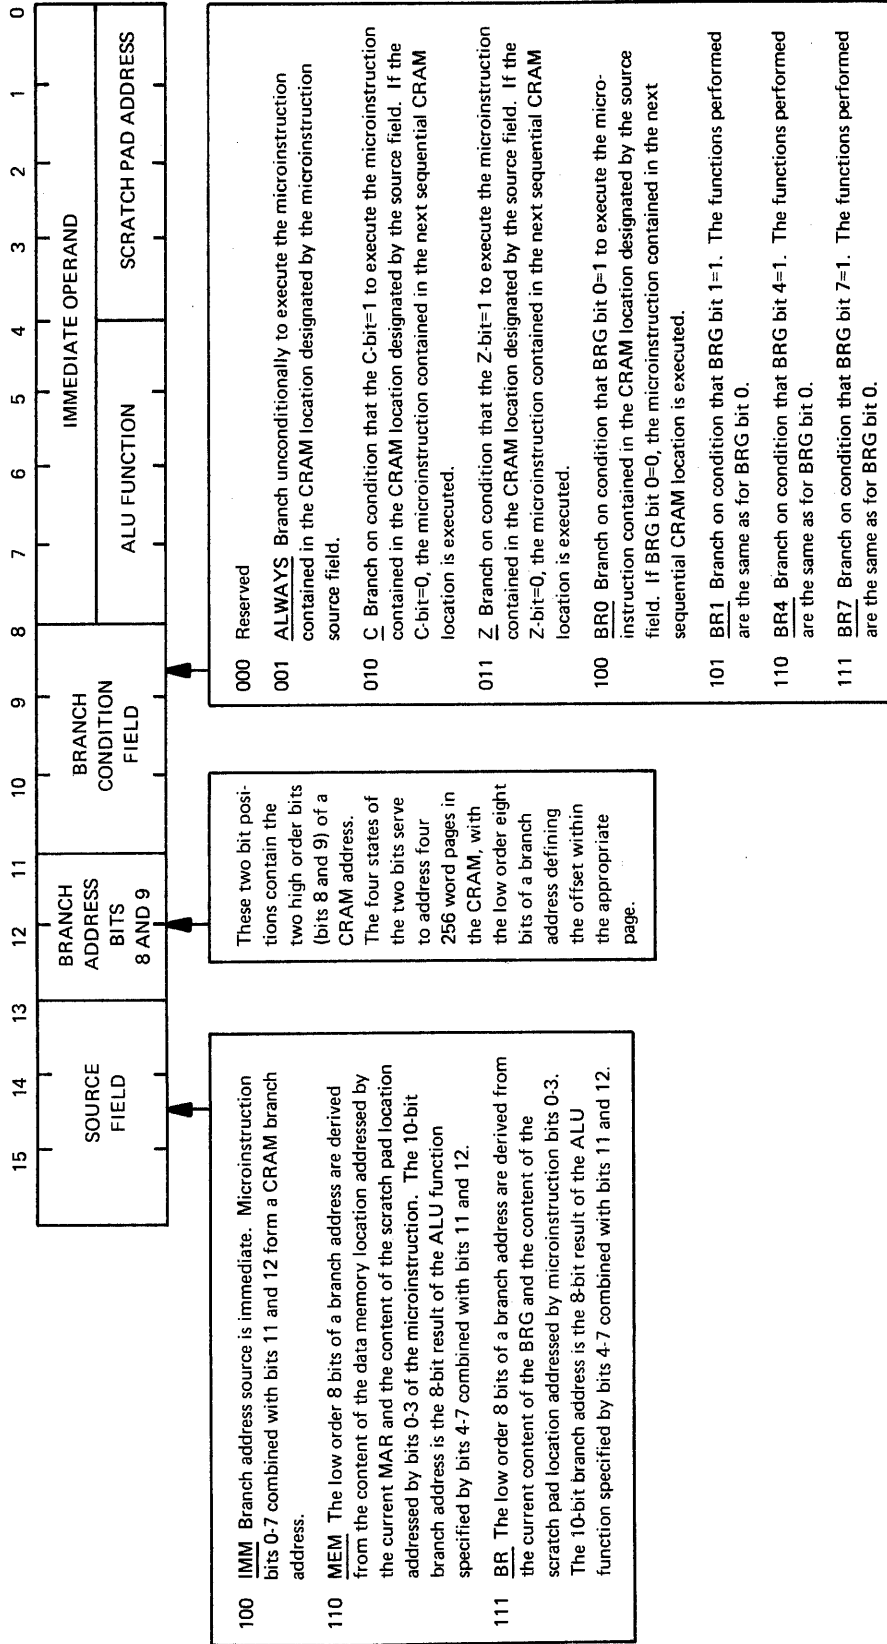 15 14 13 12 11 10 9 8 7 6 5 4 3 2 1 0
SOURCE
FIELD
BRANCH
ADDRESS
BITS
8 AND 9
BRANCH
CONDITION
FIELD
IMMEDIATE OPERAND
ALU FUNCTION
SCRATCH PAD ADDRESS
100 IMM Branch address source is immediate. Microinstruction
bits 0-7 combined with bits 11 and 12 form a CRAM branch
address.
110 MEM The low order 8 bits of a branch address are derived
from the content of the data memory location addressed by
the current MAR and the content of the scratch pad location
addressed by bits 0-3 of the microinstruction. The 10-bit
branch address is the 8-bit result of the ALU function
specified by bits 4-7 combined with bits 11 and 12.
111 BR The low order 8 bits of a branch address are derived from
the current content of the BRG and the content of the
scratch pad location addressed by microinstruction bits 0-3.
The 10-bit branch address is the 8-bit result of the ALU
function specified by bits 4-7 combined with bits 11 and 12.
These two bit posi-
tions contain the
two high order bits
(bits 8 and 9) of a
CRAM address.
The four states of
the two bits serve
to address four
256 word pages in
the CRAM, with
the low order eight
bits of a branch
address defining
the offset within
the appropriate
page.
000 Reserved
001 ALWAYS Branch unconditionally to execute the microinstruction
contained in the CRAM location designated by the microinstruction
source field.
010 C Branch on condition that the C-bit=1 to execute the microinstruction
contained in the CRAM location designated by the source field. If the
C-bit=0, the microinstruction contained in the next sequential CRAM
location is executed.
011 Z Branch on condition that the Z-bit=1 to execute the microinstruction
contained in the CRAM location designated by the source field. If the
Z-bit=0, the microinstruction contained in the next sequential CRAM
location is executed.
100 BR0 Branch on condition that BRG bit 0=1 to execute the micro-
instruction contained in the CRAM location designated by the source
field. If BRG bit 0=0, the microinstruction contained in the next
sequential CRAM location is executed.
101 BR1 Branch on condition that BRG bit 1=1. The functions performed
are the same as for BRG bit 0.
110 BR4 Branch on condition that BRG bit 4=1. The functions performed
are the same as for BRG bit 0.
111 BR7 Branch on condition that BRG bit 7=1. The functions performed
are the same as for BRG bit 0.